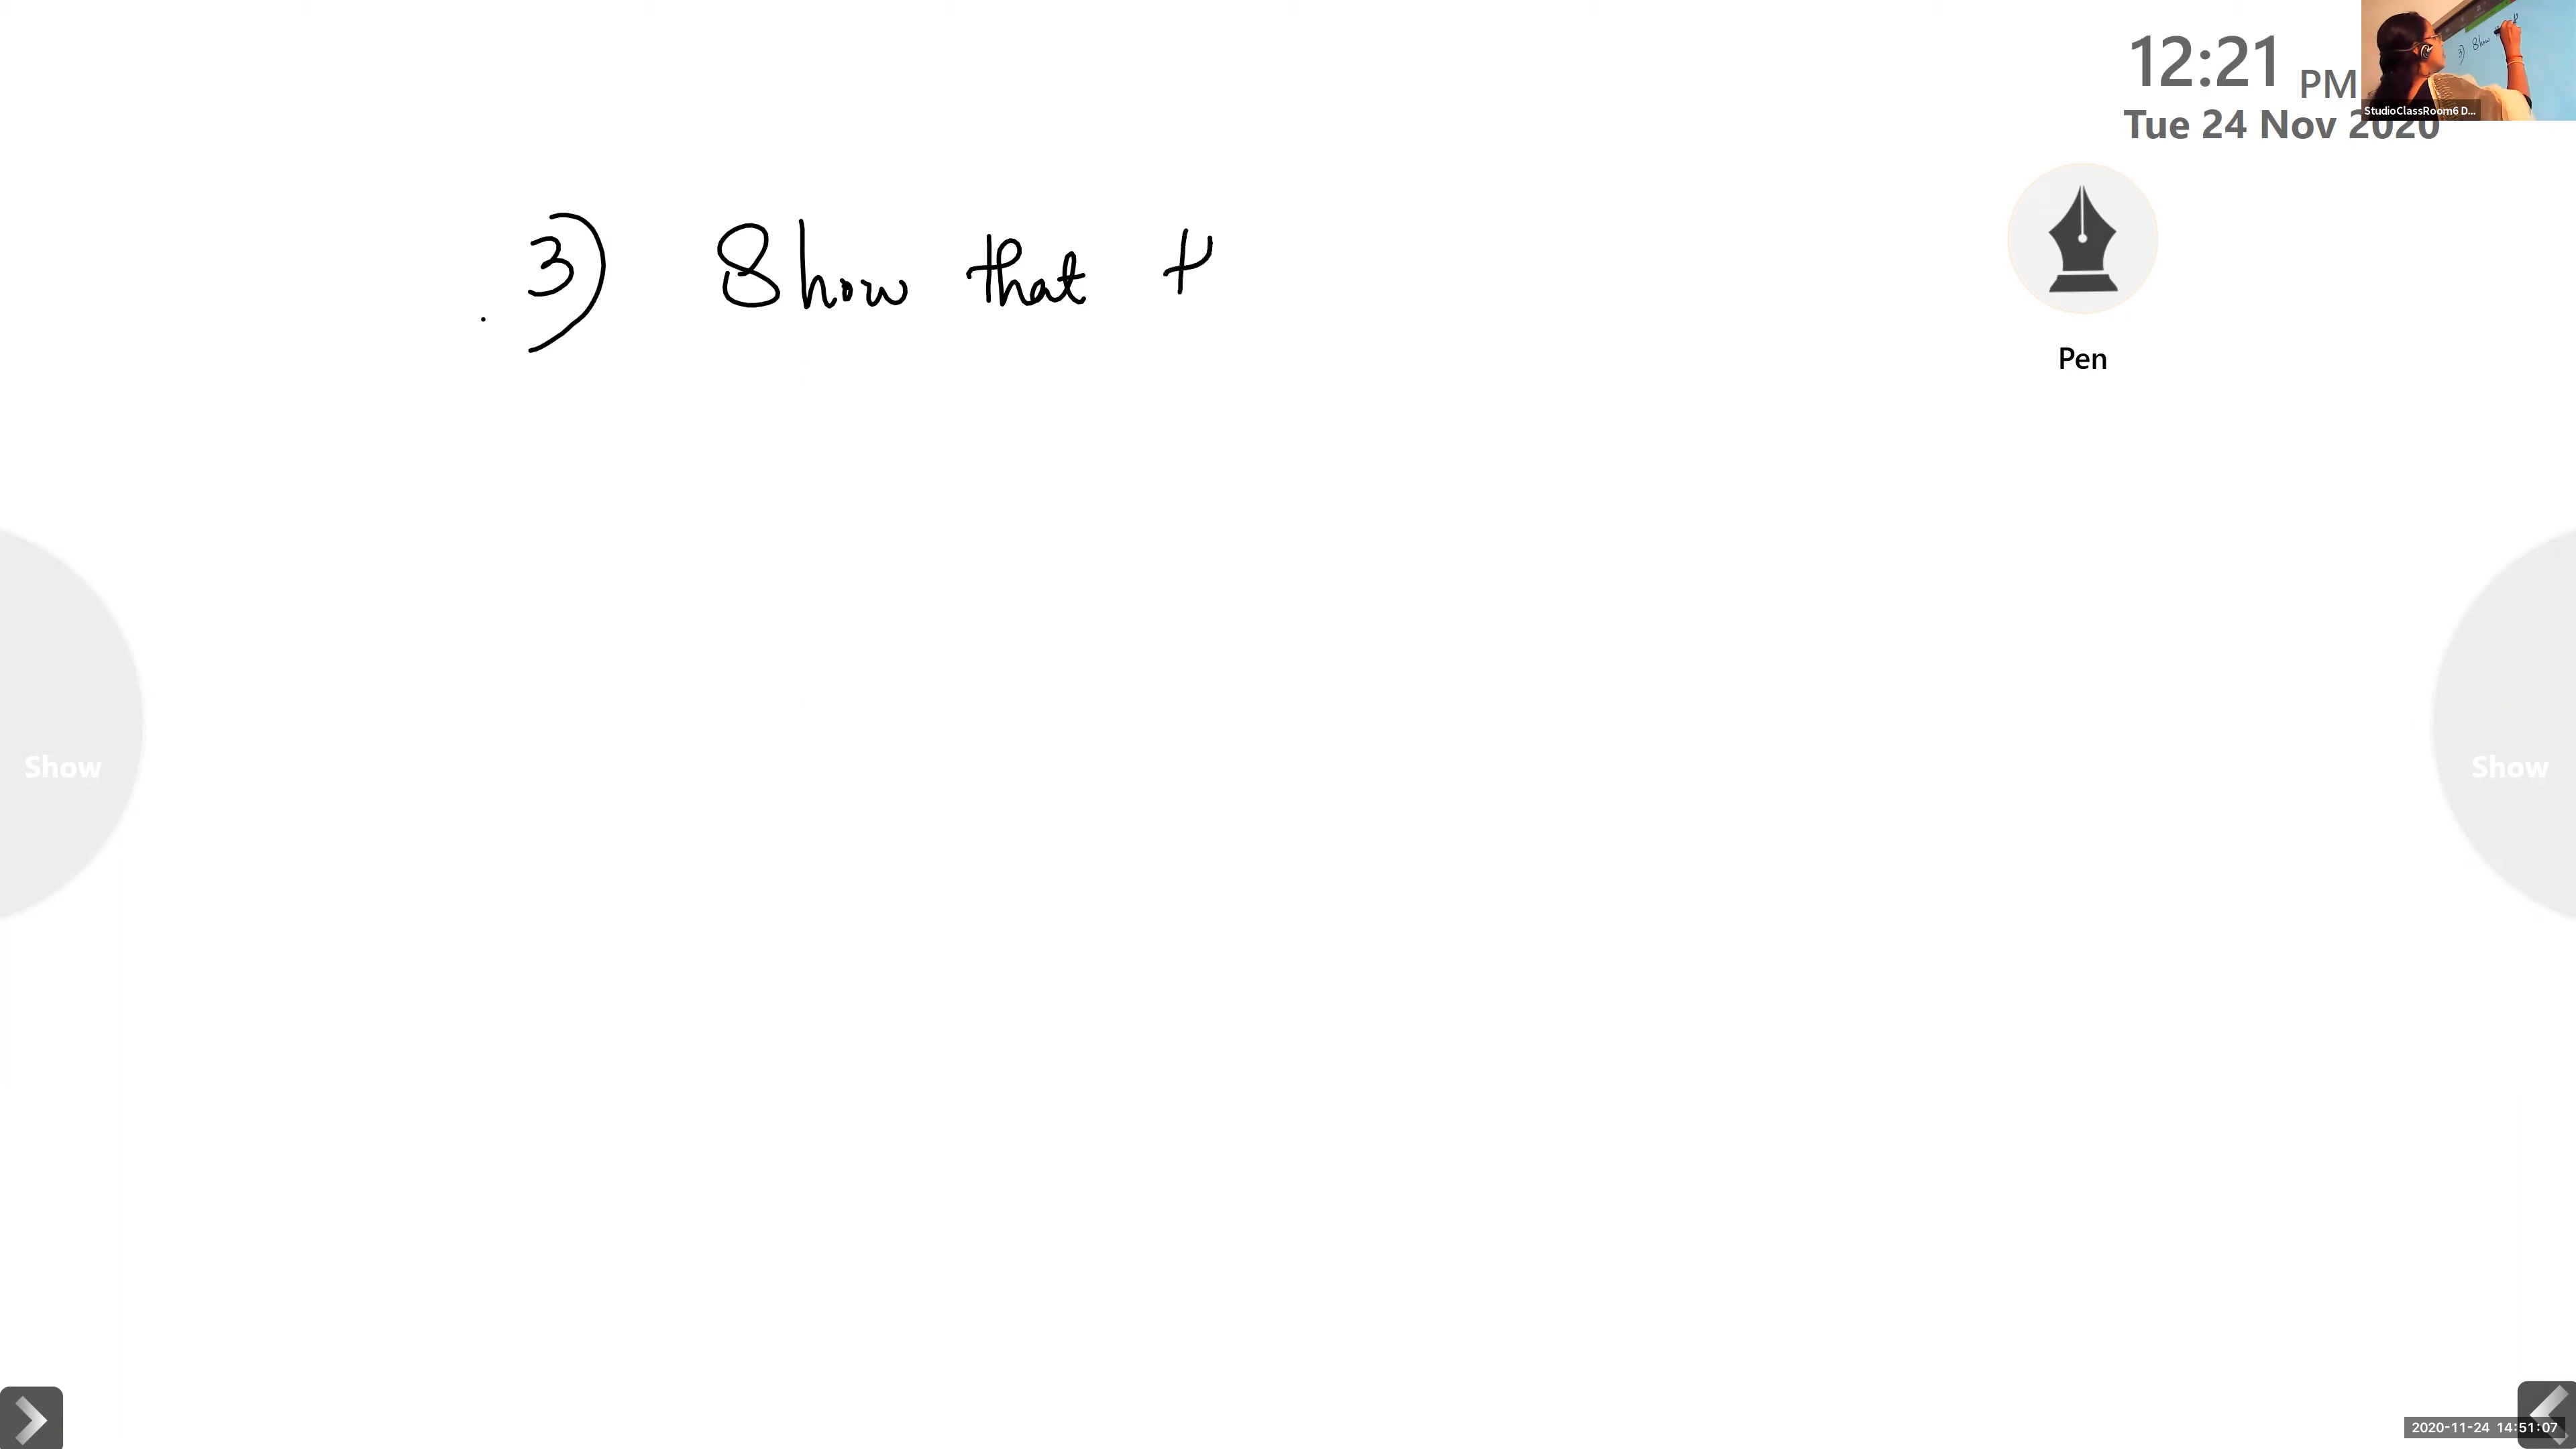 12:21 PM
StudioClassRoom6 D...
Tue 24 Nov 2020
3) Show that
Pen
Show
Show
2020-11-24 14:51:07